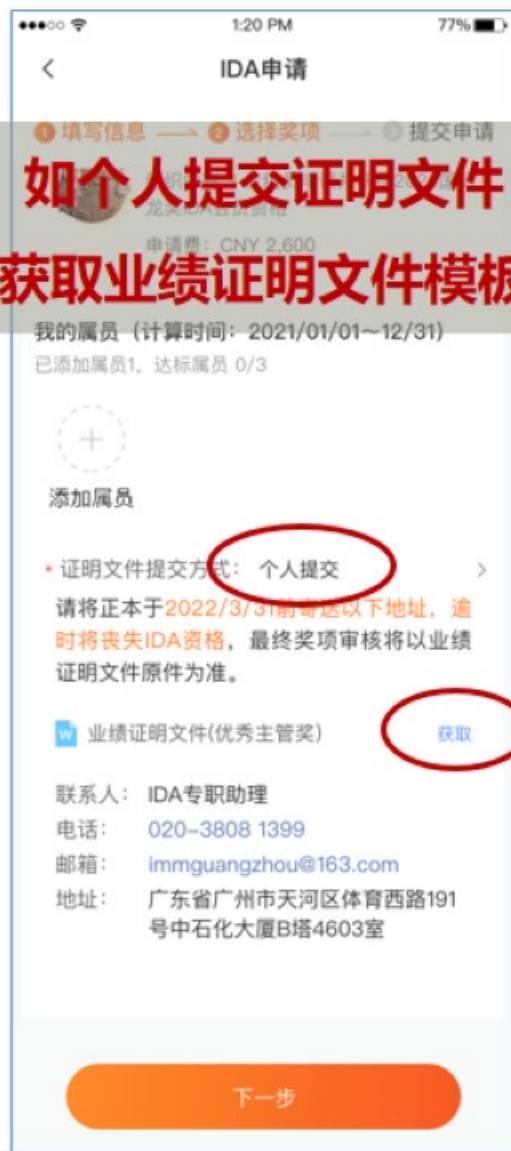 1:20 PM
77%
IDA申请
1 填写信息 2 选择奖项 3 提交申请
如个人提交证明文件
申请费：CNY 2,600
获取业绩证明文件模板
我的属员（计算时间：2021/01/01～12/31）
已添加属员1，达标属员 0/3
添加属员
* 证明文件提交方式： 个人提交
请将正本于2022/3/31前寄送以下地址，逾
时将丧失IDA资格，最终奖项审核将以业绩
证明文件原件为准。
W 业绩证明文件(优秀主管奖) 获取
联系人： IDA专职助理
电话： 020-3808 1399
邮箱： immguangzhou@163.com
地址： 广东省广州市天河区体育西路191
号中石化大厦B塔4603室
下一步